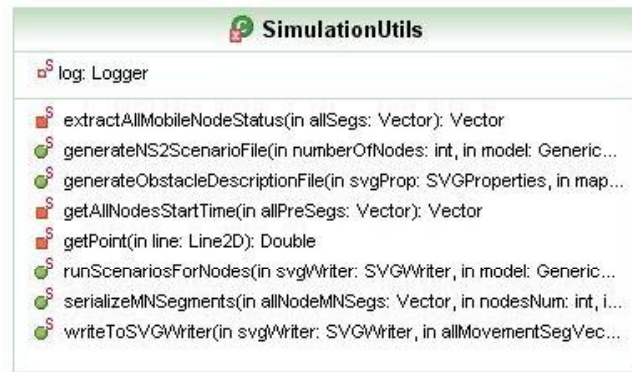 SimulationUtils
S log: Logger
S extractAllMobileNodeStatus(in allSegs: Vector): Vector
S generateNS2ScenarioFile(in numberOfNodes: int, in model: Generic...
S generateObstacleDescriptionFile(in svgProp: SVGProperties, in map...
S getAllNodesStartTime(in allPreSegs: Vector): Vector
S getPoint(in line: Line2D): Double
S runScenariosForNodes(in svgWriter: SVGWriter, in model: Generic...
S serializeMNSegments(in allNodeMNSegs: Vector, in nodesNum: int, i...
S writeToSVGWriter(in svgWriter: SVGWriter, in allMovementSegVec...